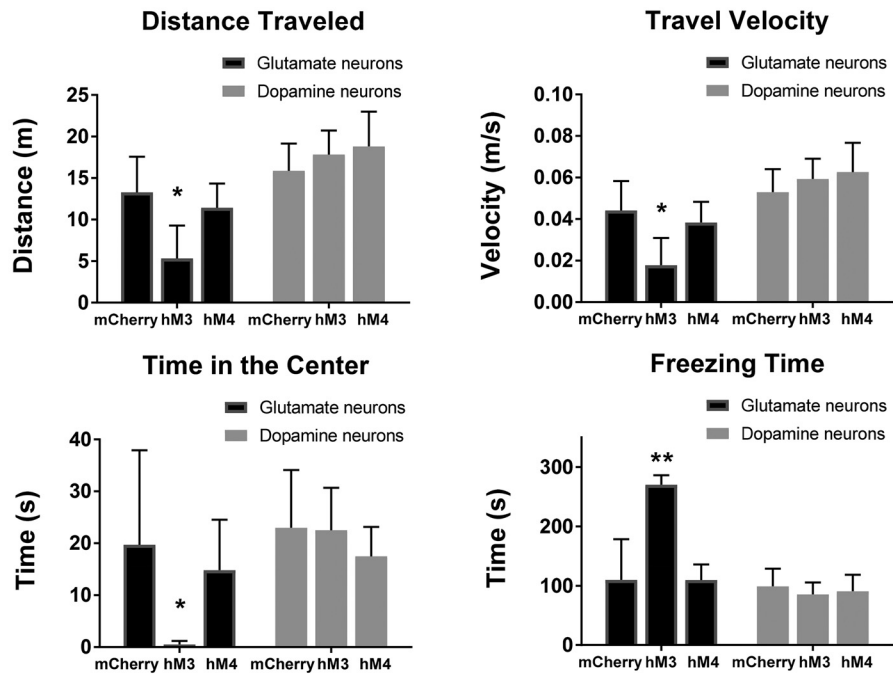 Distance Traveled
Glutamate neurons
Dopamine neurons
Distance (m)
25
20
15
10
5
0
mCherry hM3 hM4 mCherry hM3 hM4
*
Travel Velocity
Glutamate neurons
Dopamine neurons
Velocity (m/s)
0.10
0.08
0.06
0.04
0.02
0.00
mCherry hM3 hM4 mCherry hM3 hM4
*
Time in the Center
Glutamate neurons
Dopamine neurons
Time (s)
40
30
20
10
0
mCherry hM3 hM4 mCherry hM3 hM4
*
Freezing Time
Glutamate neurons
Dopamine neurons
Time (s)
300
200
100
0
mCherry hM3 hM4 mCherry hM3 hM4
**